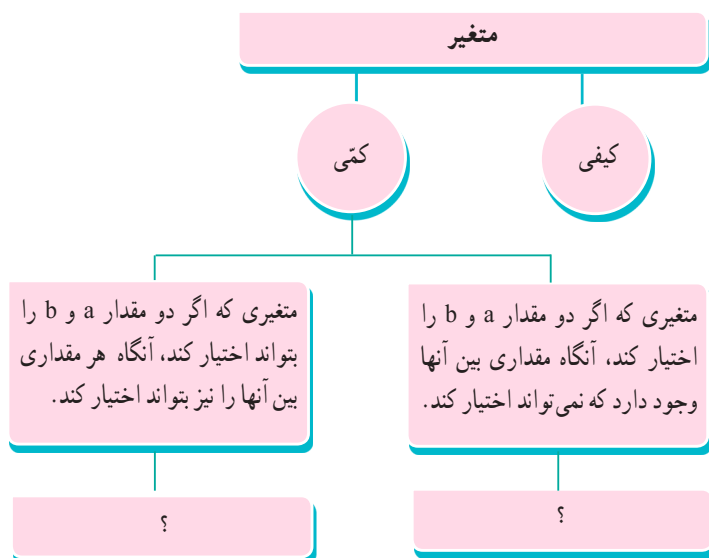 متغیر
کیفی
کمّی
متغیری که اگر دو مقدار a و b را
اختیار کند، آنگاه مقداری بین آنها
وجود دارد که نمی‌تواند اختیار کند.
متغیری که اگر دو مقدار a و b را
بتواند اختیار کند، آنگاه هر مقداری
بین آنها را نیز بتواند اختیار کند.
؟
؟